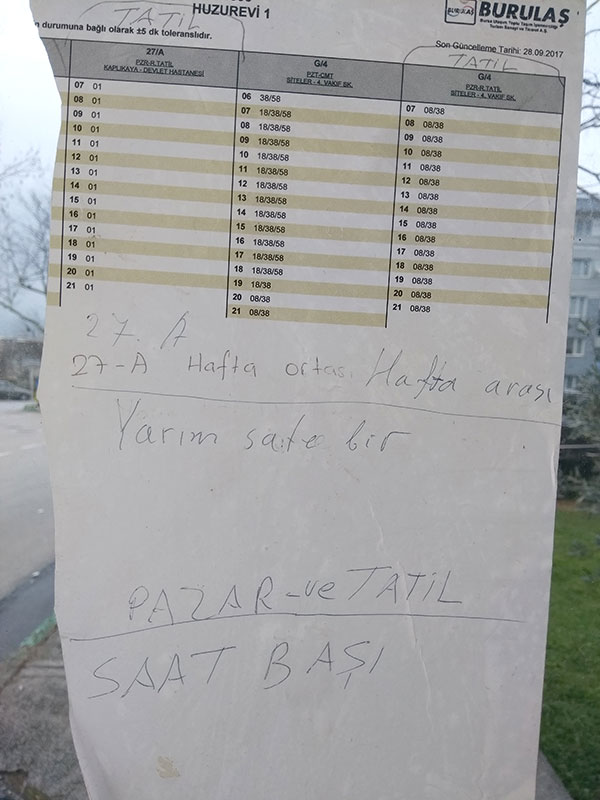 TATİL
HUZUREVİ 1
BURULAŞ
BURULAŞ
durumuna bağlı olarak ±5 dk toleranslıdır.
Son Güncelleme Tarihi: 28.09.2017
TATİL
27/A
PZR-R.TATİL
KAPLIKAYA - DEVLET HASTANESİ
07 01
08 01
09 01
10 01
11 01
12 01
13 01
14 01
15 01
16 01
17 01
18 01
19 01
20 01
21 01
G/4
PZT-CMT
SİTELER - 4. VAKIF SK.
06 38/58
07 18/38/58
08 18/38/58
09 18/38/58
10 18/38/58
11 18/38/58
12 18/38/58
13 18/38/58
14 18/38/58
15 18/38/58
16 18/38/58
17 18/38/58
18 18/38/58
19 18/38
20 08/38
21 08/38
G/4
PZR-R.TATİL
SİTELER - 4. VAKIF SK.
07 08/38
08 08/38
09 08/38
10 08/38
11 08/38
12 08/38
13 08/38
14 08/38
15 08/38
16 08/38
17 08/38
18 08/38
19 08/38
20 08/38
21 08/38
27. A
27-A Hafta ortası Hafta arası
Yarım saate bir
PAZAR-ve TATİL
SAAT BAŞI